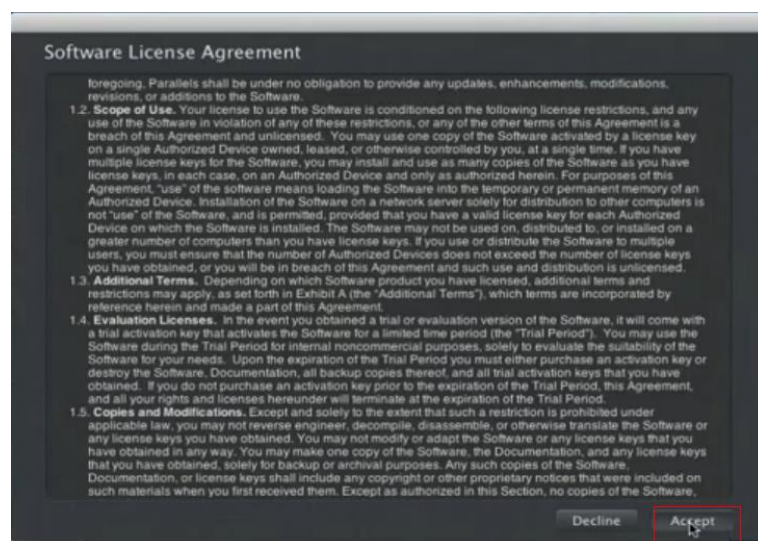 Software License Agreement
foregoing, Parallels shall be under no obligation to provide any updates, enhancements, modifications,
revisions, or additions to the Software.
1.2. Scope of Use. Your license to use the Software is conditioned on the following license restrictions, and any
use of the Software in violation of any of these restrictions, or any of the other terms of this Agreement is a
breach of this Agreement and unlicensed. You may use one copy of the Software activated by a license key
on a single Authorized Device owned, leased, or otherwise controlled by you, at a single time. If you have
multiple license keys for the Software, you may install and use as many copies of the Software as you have
license keys, in each case, on an Authorized Device and only as authorized herein. For purposes of this
Agreement, "use" of the software means loading the Software into the temporary or permanent memory of an
Authorized Device. Installation of the Software on a network server solely for distribution to other computers is
not "use" of the Software, and is permitted, provided that you have a valid license key for each Authorized
Device on which the Software is installed. The Software may not be used on, distributed to, or installed on a
greater number of computers than you have license keys. If you use or distribute the Software to multiple
users, you must ensure that the number of Authorized Devices does not exceed the number of license keys
you have obtained, or you will be in breach of this Agreement and such use and distribution is unlicensed.
1.3. Additional Terms. Depending on which Software product you have licensed, additional terms and
restrictions may apply, as set forth in Exhibit A (the "Additional Terms"), which terms are incorporated by
reference herein and made a part of this Agreement.
1.4. Evaluation Licenses. In the event you obtained a trial or evaluation version of the Software, it will come with
a trial activation key that activates the Software for a limited time period (the "Trial Period"). You may use the
Software during the Trial Period for internal noncommercial purposes, solely to evaluate the suitability of the
Software for your needs. Upon the expiration of the Trial Period you must either purchase an activation key or
destroy the Software, Documentation, all backup copies thereof, and all trial activation keys that you have
obtained. If you do not purchase an activation key prior to the expiration of the Trial Period, this Agreement,
and all your rights and licenses hereunder will terminate at the expiration of the Trial Period.
1.5. Copies and Modifications. Except and solely to the extent that such a restriction is prohibited under
applicable law, you may not reverse engineer, decompile, disassemble, or otherwise translate the Software or
any license keys you have obtained. You may not modify or adapt the Software or any license keys that you
have obtained in any way. You may make one copy of the Software, the Documentation, and any license keys
that you have obtained, solely for backup or archival purposes. Any such copies of the Software,
Documentation, or license keys shall include any copyright or other proprietary notices that were included on
such materials when you first received them. Except as authorized in this Section, no copies of the Software,
Decline
Accept